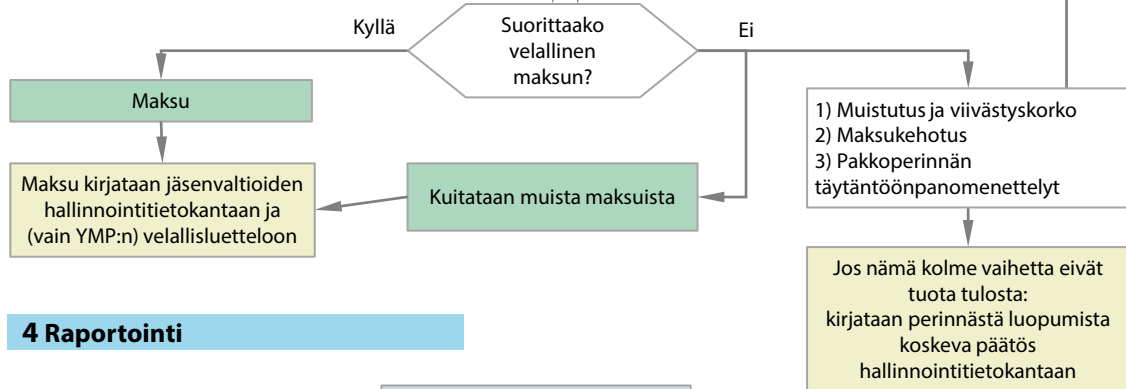 Suorittaako
velallinen
maksun?
Kyllä
Ei
Maksu
Maksu kirjataan jäsenvaltioiden
hallinnointitietokantaan ja
(vain YMP:n) velallisluetteloon
Kuitataan muista maksuista
1) Muistutus ja viivästyskorko
2) Maksukehotus
3) Pakkoperinnän
täytäntöönpanomenettelyt
Jos nämä kolme vaihetta eivät
tuota tulosta:
kirjataan perinnästä luopumista
koskeva päätös
hallinnointitietokantaan
4 Raportointi